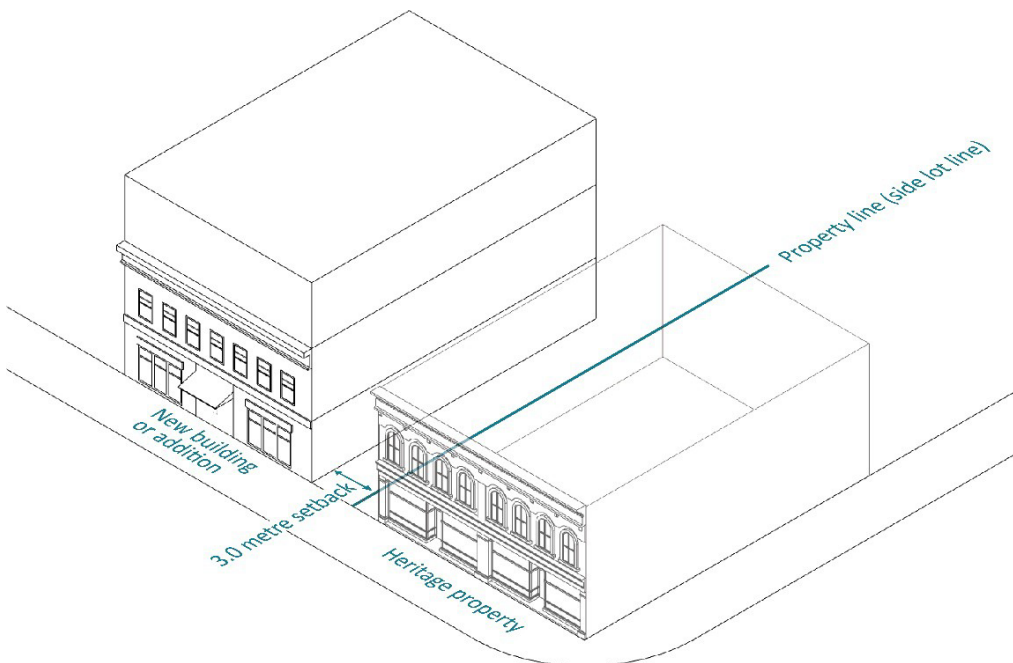 Property line (side lot line)
New building
or addition
3.0 metre setback
Heritage property